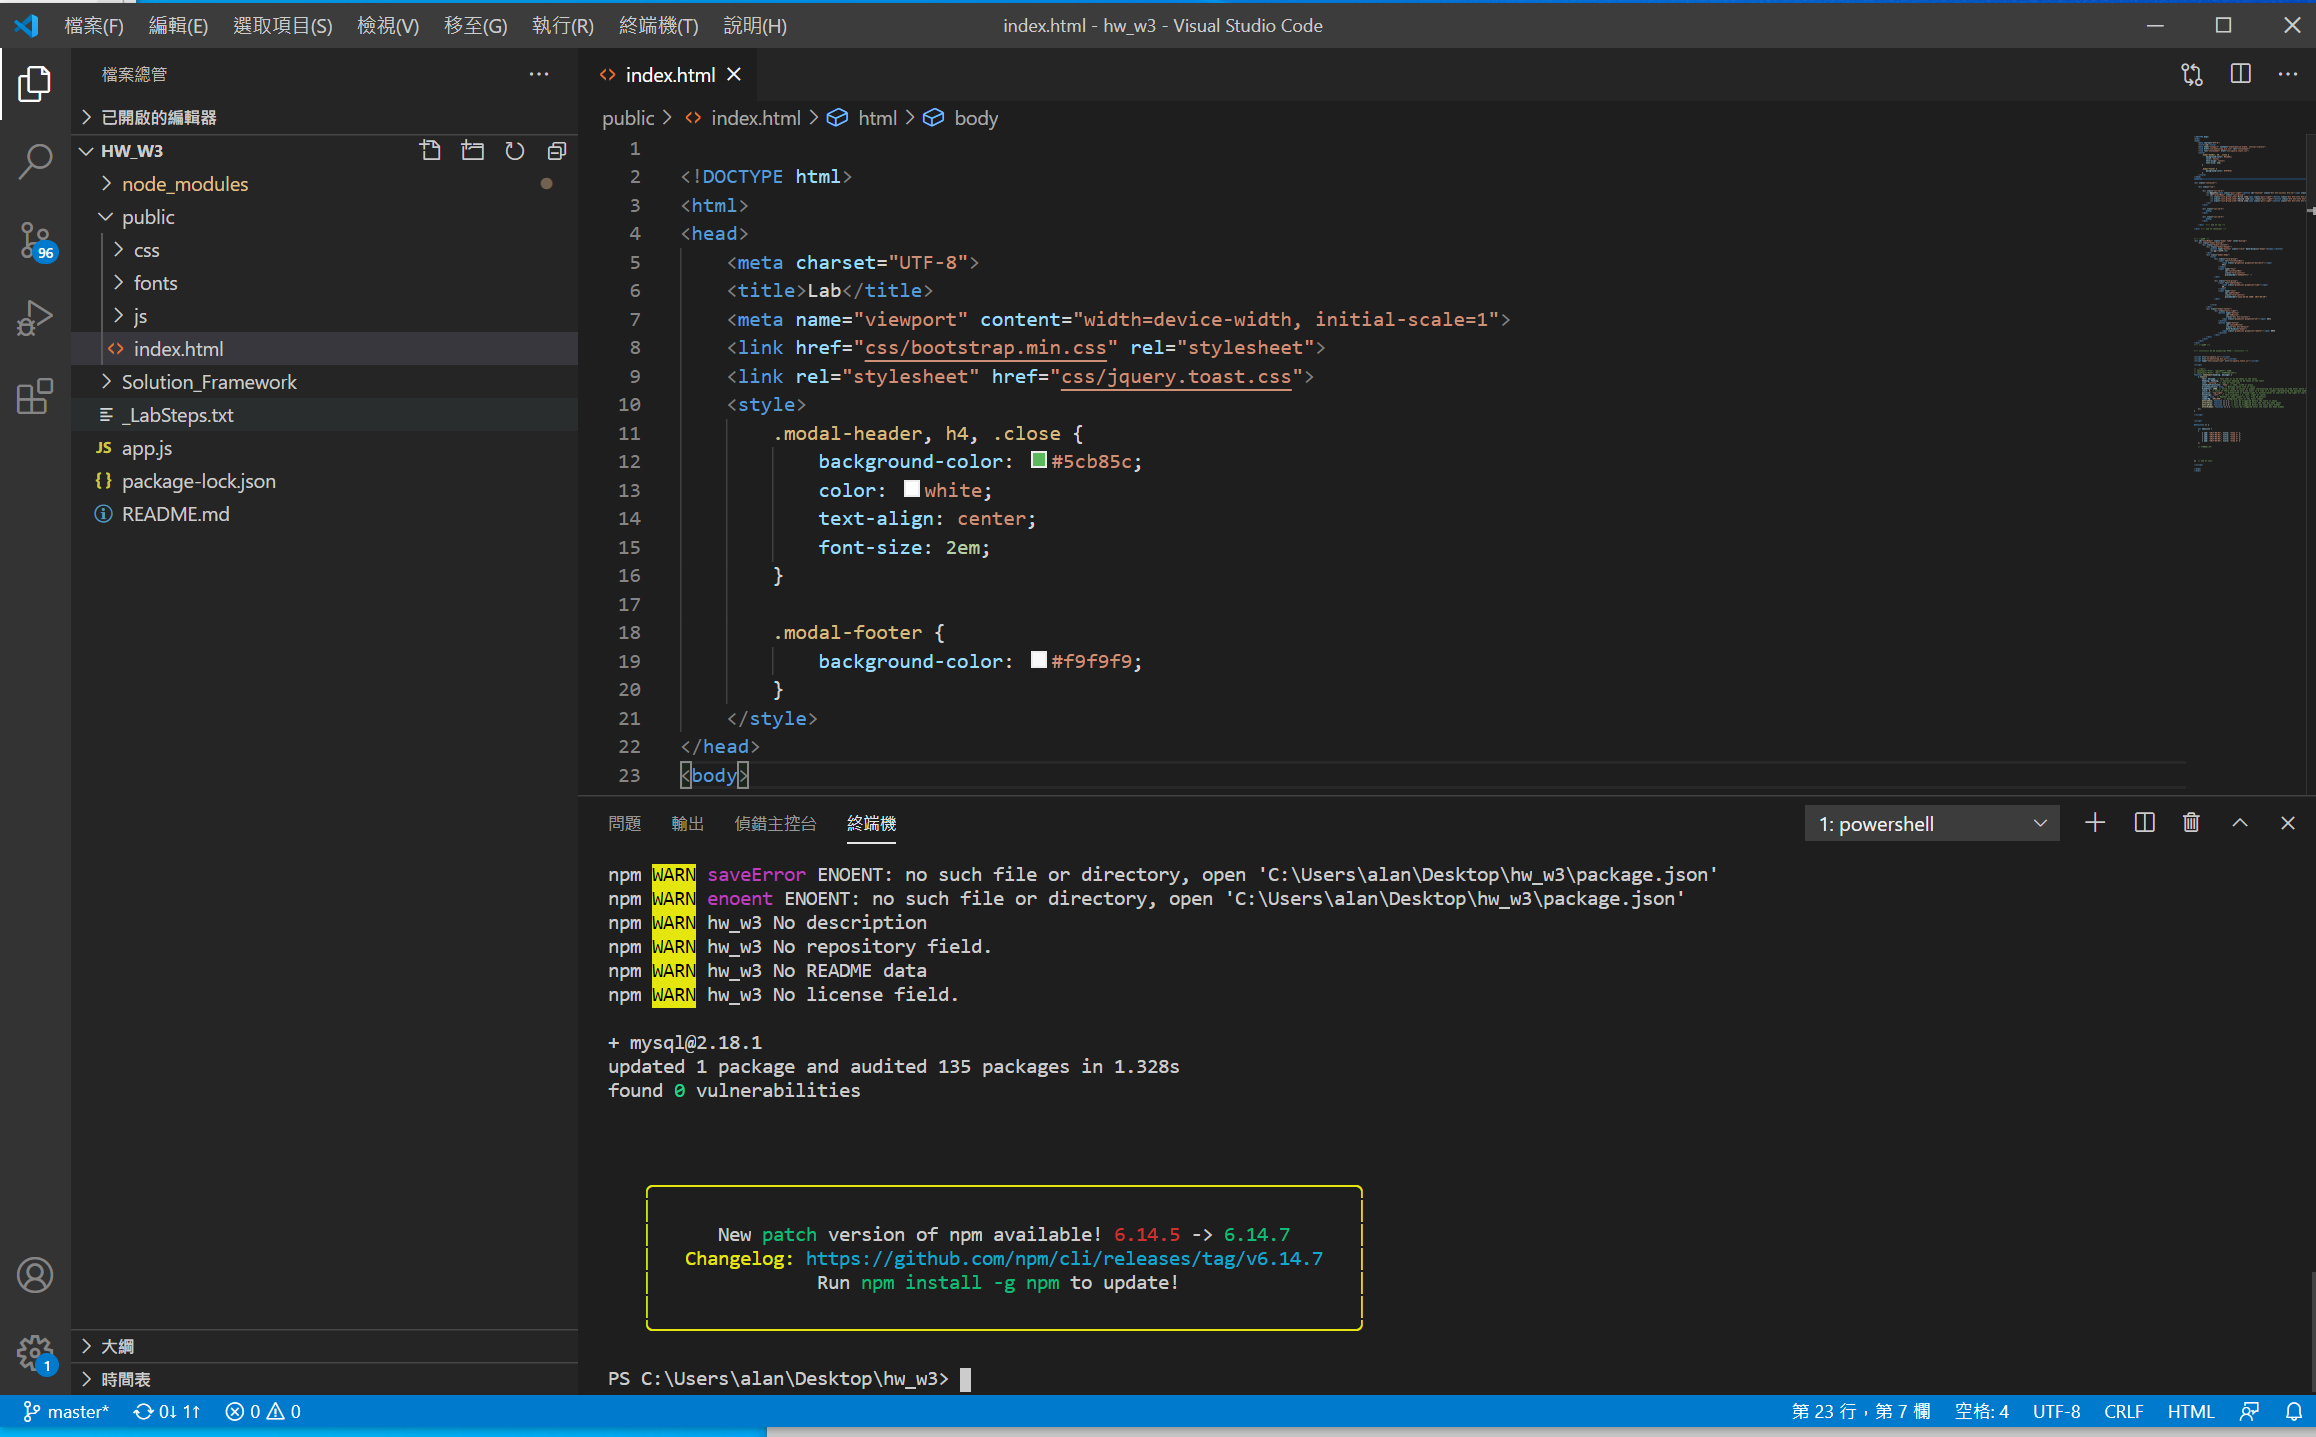 檔案(F) 編輯(E) 選取項目(S) 檢視(V) 移至(G) 執行(R) 終端機(T) 說明(H) index.html - hw_w3 - Visual Studio Code
檔案總管
已開啟的編輯器
HW_W3
node_modules
public
css
fonts
js
index.html
Solution_Framework
_LabSteps.txt
JS app.js
{} package-lock.json
README.md
96
1
大綱
時間表
index.html
public > index.html > html > body
1
2 <!DOCTYPE html>
3 <html>
4 <head>
5 <meta charset="UTF-8">
6 <title>Lab</title>
7 <meta name="viewport" content="width=device-width, initial-scale=1">
8 <link href="css/bootstrap.min.css" rel="stylesheet">
9 <link rel="stylesheet" href="css/jquery.toast.css">
10 <style>
11 .modal-header, h4, .close {
12 background-color: #5cb85c;
13 color: white;
14 text-align: center;
15 font-size: 2em;
16 }
17
18 .modal-footer {
19 background-color: #f9f9f9;
20 }
21 </style>
22 </head>
23 <body>
問題 輸出 偵錯主控台 終端機 1: powershell
npm WARN saveError ENOENT: no such file or directory, open 'C:\Users\alan\Desktop\hw_w3\package.json'
npm WARN enoent ENOENT: no such file or directory, open 'C:\Users\alan\Desktop\hw_w3\package.json'
npm WARN hw_w3 No description
npm WARN hw_w3 No repository field.
npm WARN hw_w3 No README data
npm WARN hw_w3 No license field.
+ mysql@2.18.1
updated 1 package and audited 135 packages in 1.328s
found 0 vulnerabilities
New patch version of npm available! 6.14.5 -> 6.14.7
Changelog: https://github.com/npm/cli/releases/tag/v6.14.7
Run npm install -g npm to update!
PS C:\Users\alan\Desktop\hw_w3>
master* 0↓ 1↑ 0 0 第 23 行，第 7 欄 空格: 4 UTF-8 CRLF HTML